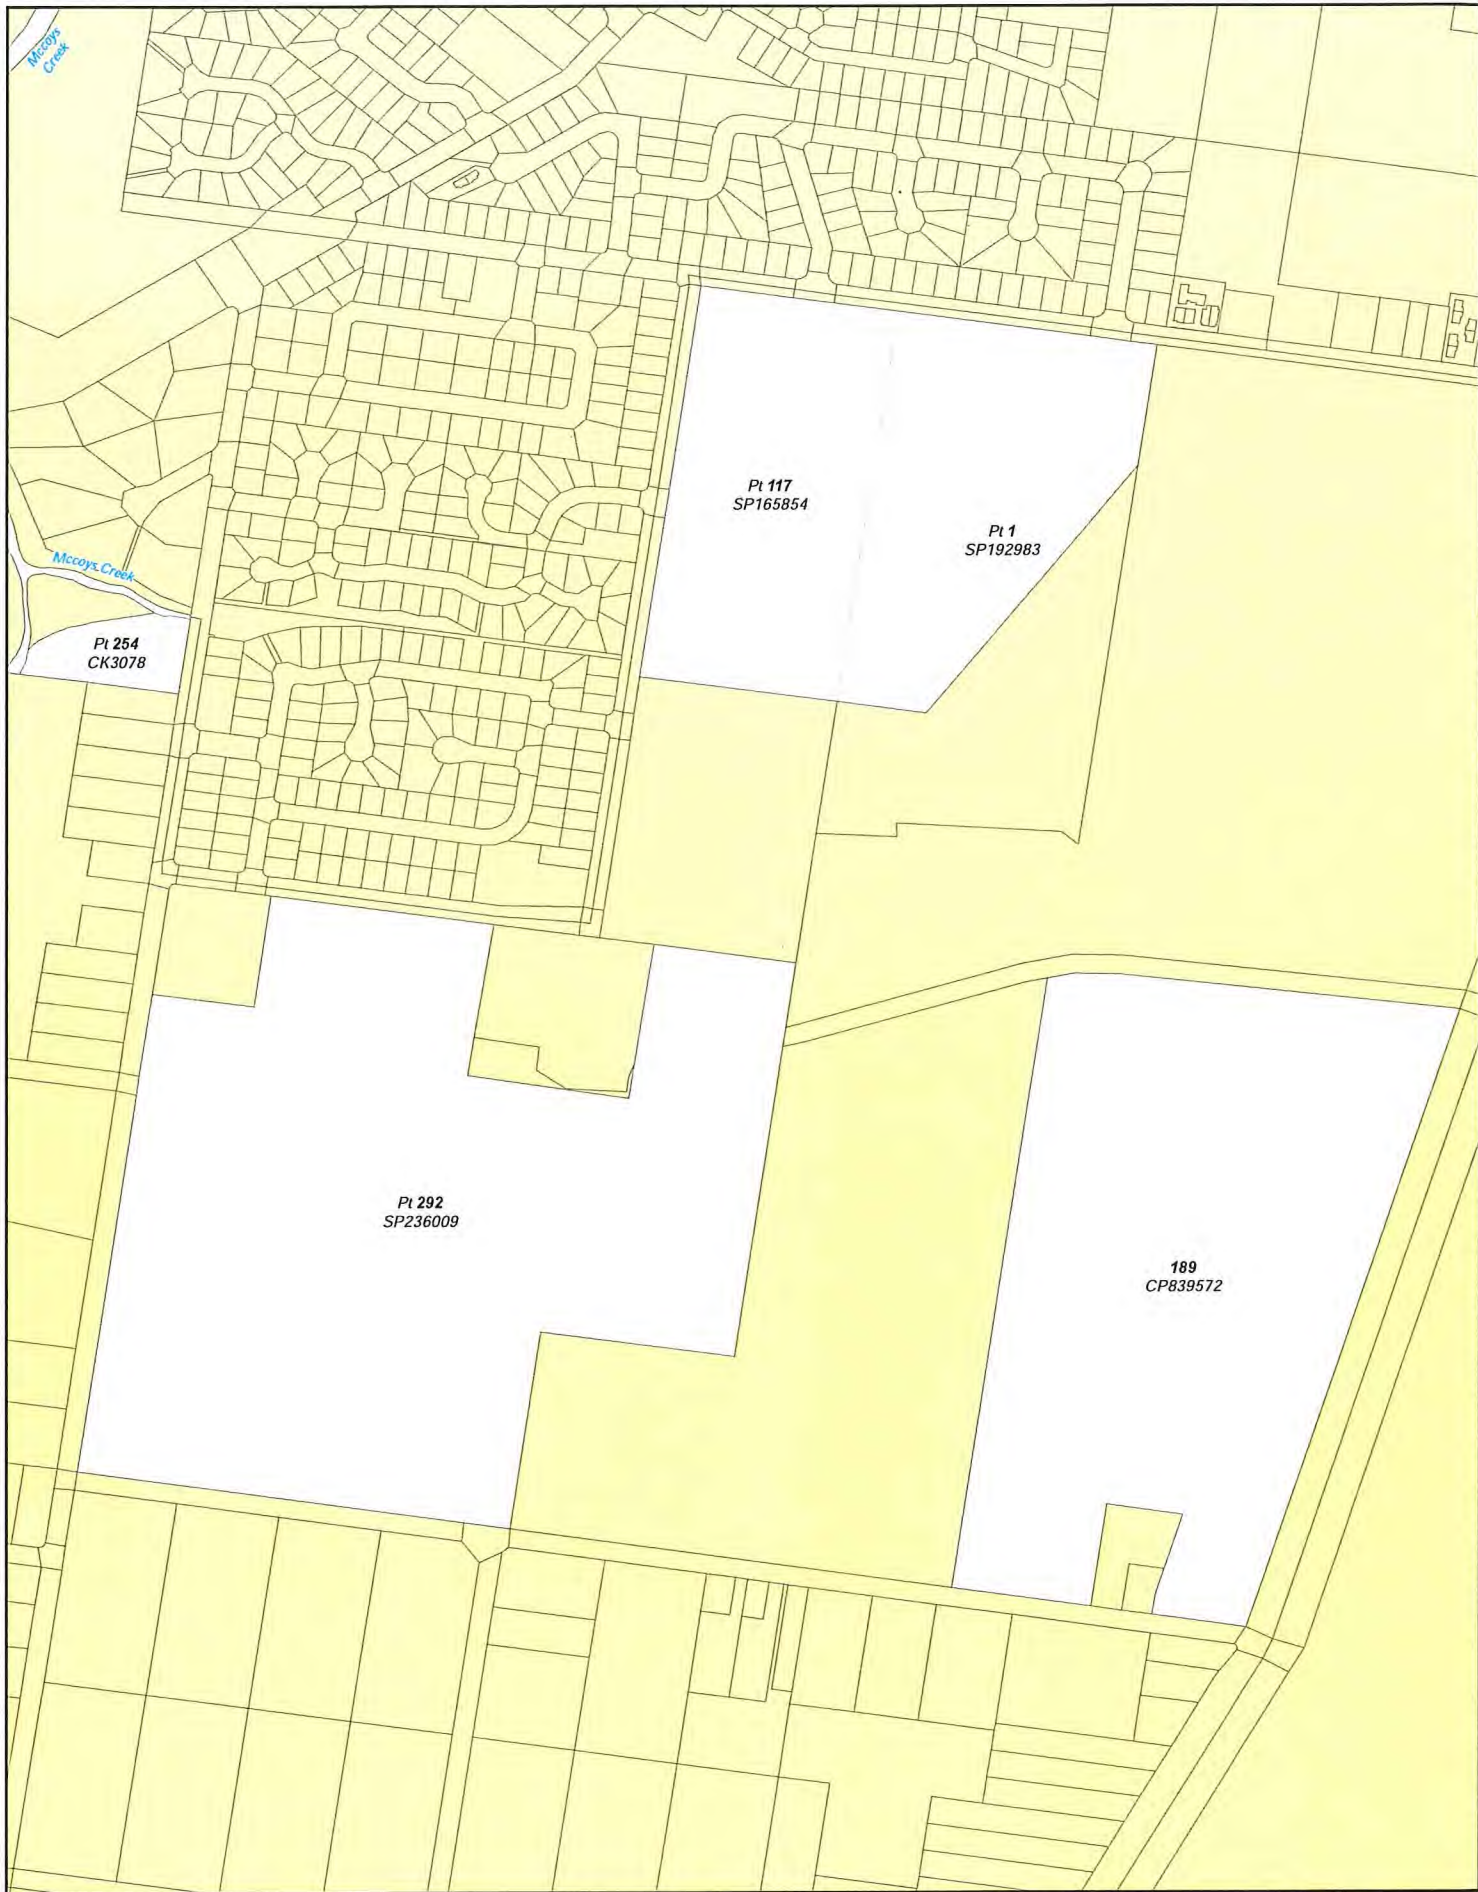 Mccoys
Creek
Pt 117
SP165854
Pt 1
SP192983
Mccoys Creek
Pt 254
CK3078
Pt 292
SP236009
189
CP839572